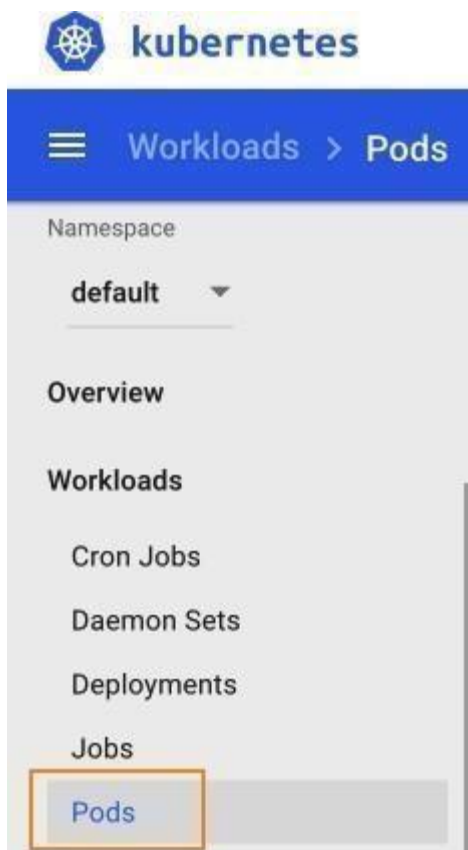 kubernetes
Workloads > Pods
Namespace
default
Overview
Workloads
Cron Jobs
Daemon Sets
Deployments
Jobs
Pods